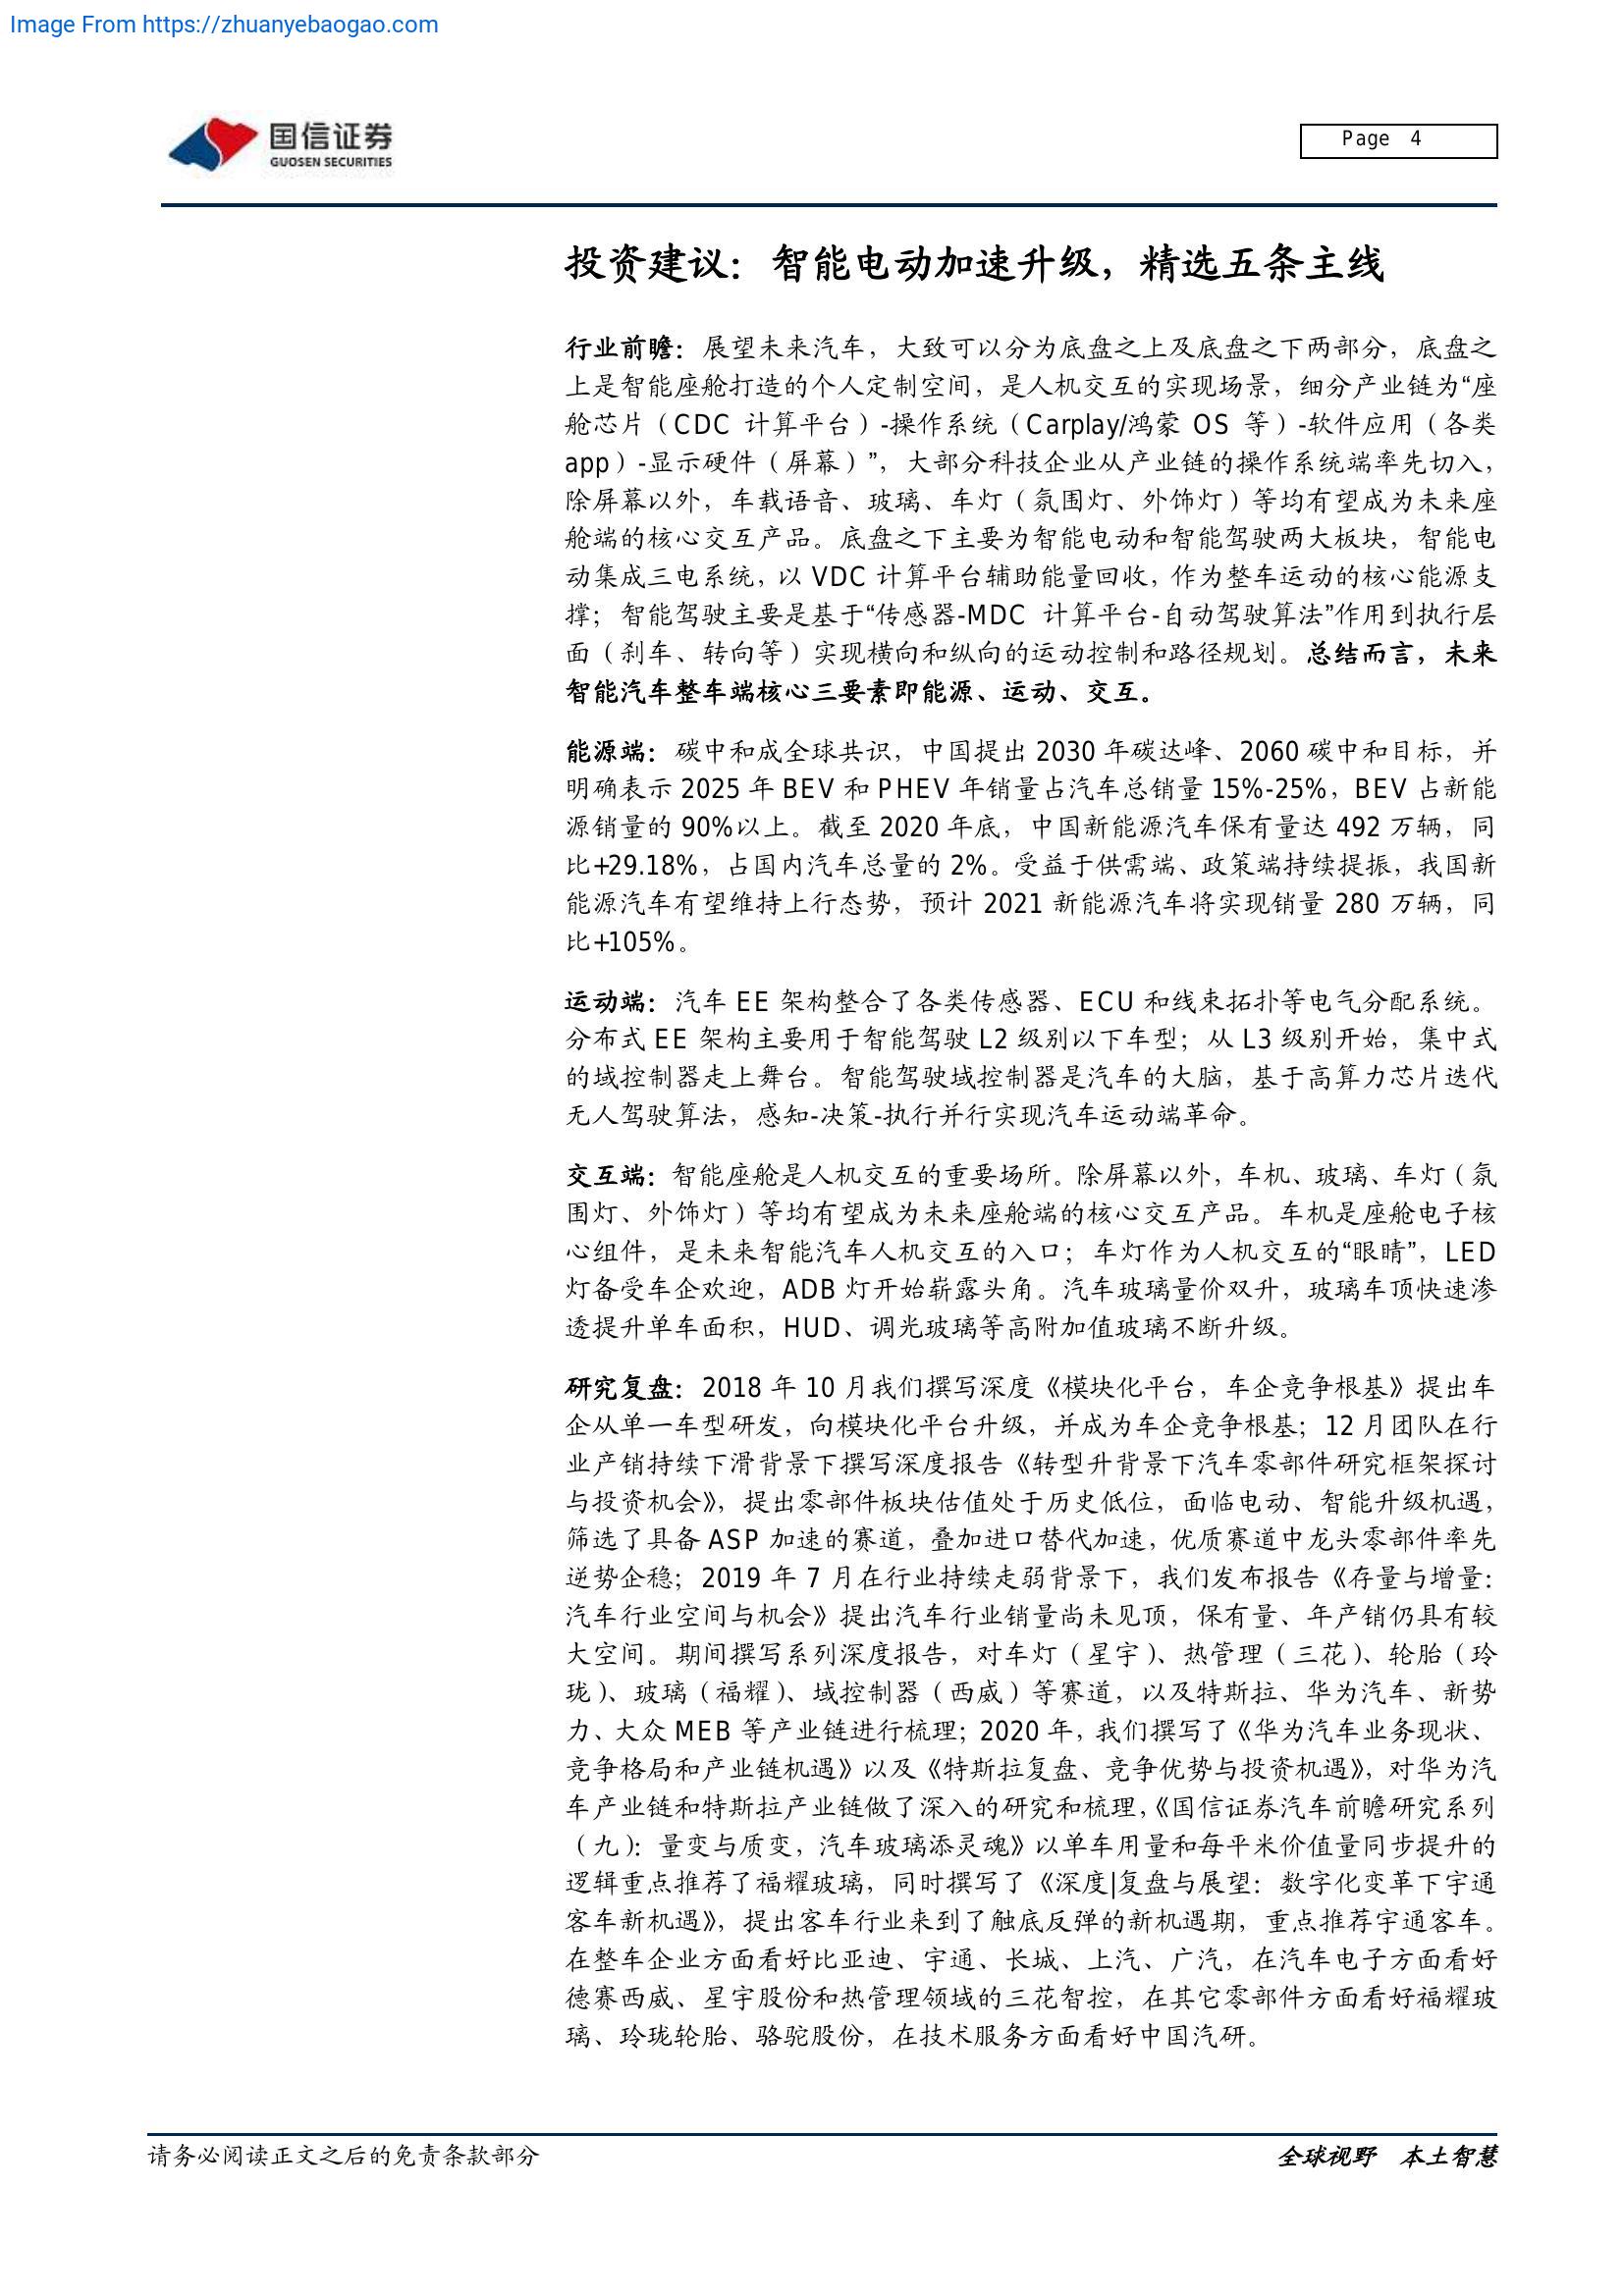 Image From https://zhuanyebaogao.com
国信证券
GUOSEN SECURITIES
Page 4
投资建议：智能电动加速升级，精选五条主线
行业前瞻：展望未来汽车，大致可以分为底盘之上及底盘之下两部分，底盘之
上是智能座舱打造的个人定制空间，是人机交互的实现场景，细分产业链为“座
舱芯片（CDC 计算平台）-操作系统（Carplay/鸿蒙 OS 等）-软件应用（各类
app）-显示硬件（屏幕）”，大部分科技企业从产业链的操作系统端率先切入，
除屏幕以外，车载语音、玻璃、车灯（氛围灯、外饰灯）等均有望成为未来座
舱端的核心交互产品。底盘之下主要为智能电动和智能驾驶两大板块，智能电
动集成三电系统，以 VDC 计算平台辅助能量回收，作为整车运动的核心能源支
撑；智能驾驶主要是基于“传感器-MDC 计算平台-自动驾驶算法”作用到执行层
面（刹车、转向等）实现横向和纵向的运动控制和路径规划。总结而言，未来
智能汽车整车端核心三要素即能源、运动、交互。
能源端：碳中和成全球共识，中国提出 2030 年碳达峰、2060 碳中和目标，并
明确表示 2025 年 BEV 和 PHEV 年销量占汽车总销量 15%-25%，BEV 占新能
源销量的 90%以上。截至 2020 年底，中国新能源汽车保有量达 492 万辆，同
比+29.18%，占国内汽车总量的 2%。受益于供需端、政策端持续提振，我国新
能源汽车有望维持上行态势，预计 2021 新能源汽车将实现销量 280 万辆，同
比+105%。
运动端：汽车 EE 架构整合了各类传感器、ECU 和线束拓扑等电气分配系统。
分布式 EE 架构主要用于智能驾驶 L2 级别以下车型；从 L3 级别开始，集中式
的域控制器走上舞台。智能驾驶域控制器是汽车的大脑，基于高算力芯片迭代
无人驾驶算法，感知-决策-执行并行实现汽车运动端革命。
交互端：智能座舱是人机交互的重要场所。除屏幕以外，车机、玻璃、车灯（氛
围灯、外饰灯）等均有望成为未来座舱端的核心交互产品。车机是座舱电子核
心组件，是未来智能汽车人机交互的入口；车灯作为人机交互的“眼睛”，LED
灯备受车企欢迎，ADB 灯开始崭露头角。汽车玻璃量价双升，玻璃车顶快速渗
透提升单车面积，HUD、调光玻璃等高附加值玻璃不断升级。
研究复盘：2018 年 10 月我们撰写深度《模块化平台，车企竞争根基》提出车
企从单一车型研发，向模块化平台升级，并成为车企竞争根基；12 月团队在行
业产销持续下滑背景下撰写深度报告《转型升背景下汽车零部件研究框架探讨
与投资机会》，提出零部件板块估值处于历史低位，面临电动、智能升级机遇，
筛选了具备 ASP 加速的赛道，叠加进口替代加速，优质赛道中龙头零部件率先
逆势企稳；2019 年 7 月在行业持续走弱背景下，我们发布报告《存量与增量：
汽车行业空间与机会》提出汽车行业销量尚未见顶，保有量、年产销仍具有较
大空间。期间撰写系列深度报告，对车灯（星宇）、热管理（三花）、轮胎（玲
珑）、玻璃（福耀）、域控制器（西威）等赛道，以及特斯拉、华为汽车、新势
力、大众 MEB 等产业链进行梳理；2020 年，我们撰写了《华为汽车业务现状、
竞争格局和产业链机遇》以及《特斯拉复盘、竞争优势与投资机遇》，对华为汽
车产业链和特斯拉产业链做了深入的研究和梳理，《国信证券汽车前瞻研究系列
（九）：量变与质变，汽车玻璃添灵魂》以单车用量和每平米价值量同步提升的
逻辑重点推荐了福耀玻璃，同时撰写了《深度|复盘与展望：数字化变革下宇通
客车新机遇》，提出客车行业来到了触底反弹的新机遇期，重点推荐宇通客车。
在整车企业方面看好比亚迪、宇通、长城、上汽、广汽，在汽车电子方面看好
德赛西威、星宇股份和热管理领域的三花智控，在其它零部件方面看好福耀玻
璃、玲珑轮胎、骆驼股份，在技术服务方面看好中国汽研。
请务必阅读正文之后的免责条款部分
全球视野 本土智慧